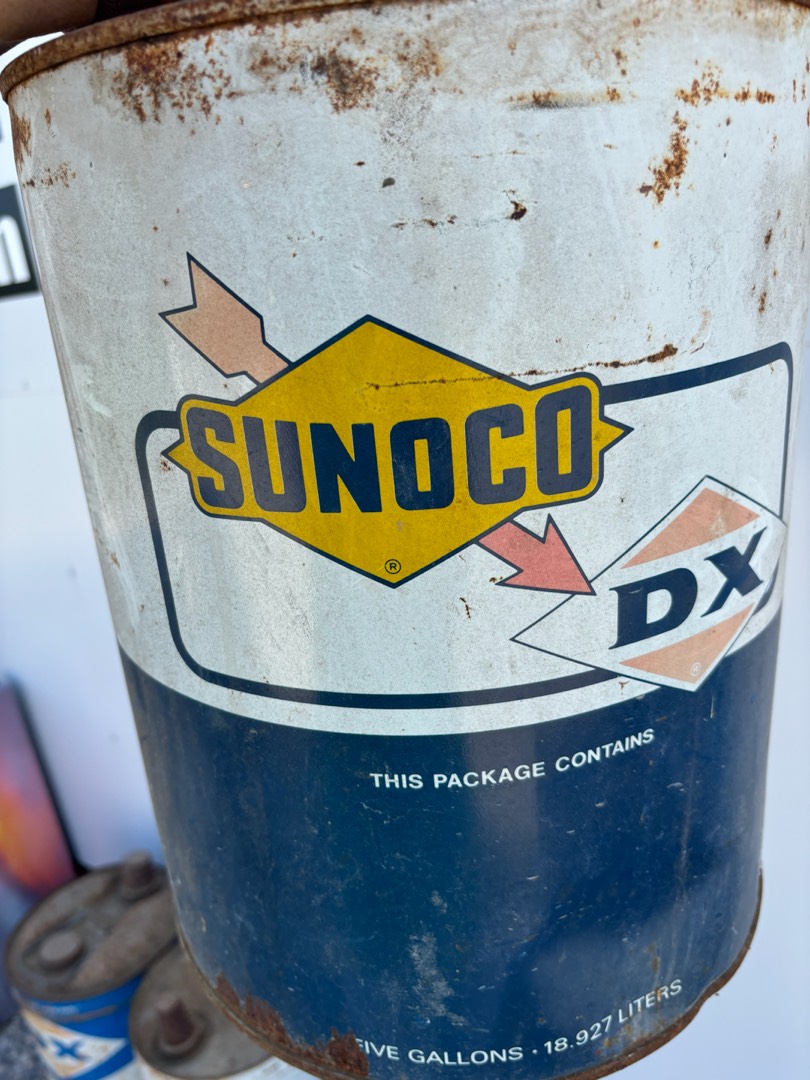 SUNOCO
®
DX
®
THIS PACKAGE CONTAINS
FIVE GALLONS · 18.927 LITERS